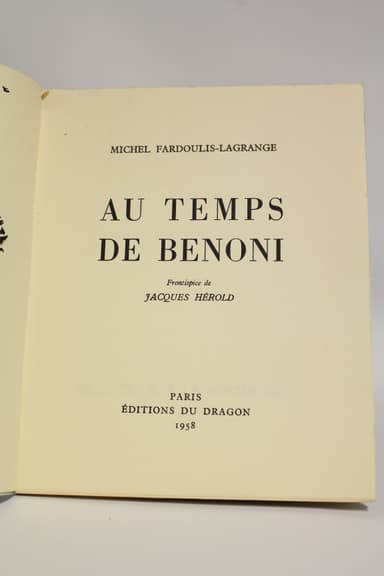 MICHEL FARDOULIS-LAGRANGE
AU TEMPS
DE BENONI
Frontispice de
JACQUES HÉROLD
PARIS
ÉDITIONS DU DRAGON
1958